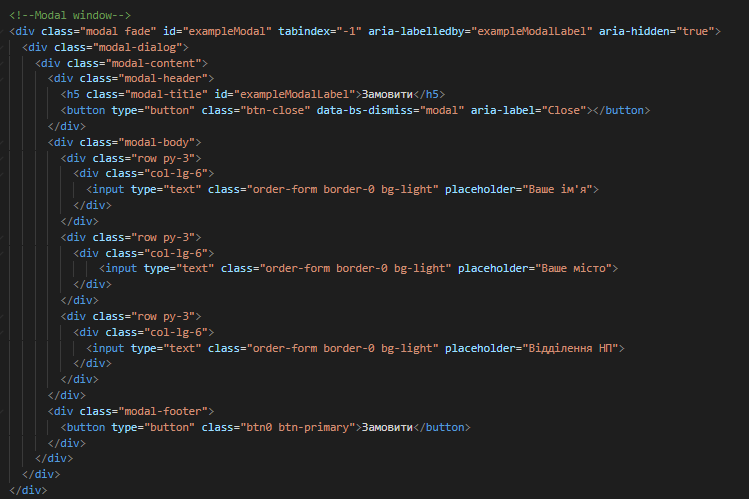 <!--Modal window-->
<div class="modal fade" id="exampleModal" tabindex="-1" aria-labelledby="exampleModalLabel" aria-hidden="true">
<div class="modal-dialog">
<div class="modal-content">
<div class="modal-header">
<h5 class="modal-title" id="exampleModalLabel">Замовити</h5>
<button type="button" class="btn-close" data-bs-dismiss="modal" aria-label="Close"></button>
</div>
<div class="modal-body">
<div class="row py-3">
<div class="col-lg-6">
<input type="text" class="order-form border-0 bg-light" placeholder="Ваше ім'я">
</div>
</div>
<div class="row py-3">
<div class="col-lg-6">
<input type="text" class="order-form border-0 bg-light" placeholder="Ваше місто">
</div>
</div>
<div class="row py-3">
<div class="col-lg-6">
<input type="text" class="order-form border-0 bg-light" placeholder="Відділення НП">
</div>
</div>
</div>
<div class="modal-footer">
<button type="button" class="btn0 btn-primary">Замовити</button>
</div>
</div>
</div>
</div>